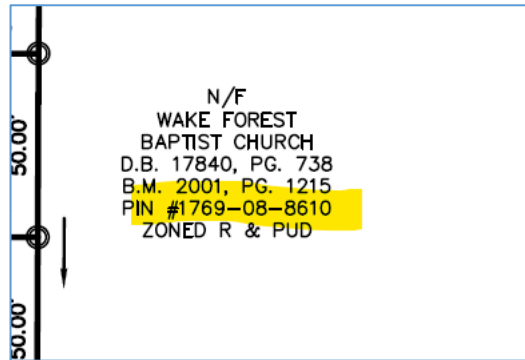 N/F
WAKE FOREST
BAPTIST CHURCH
D.B. 17840, PG. 738
B.M. 2001, PG. 1215
PIN #1769-08-8610
ZONED R & PUD
50.00'
50.00'